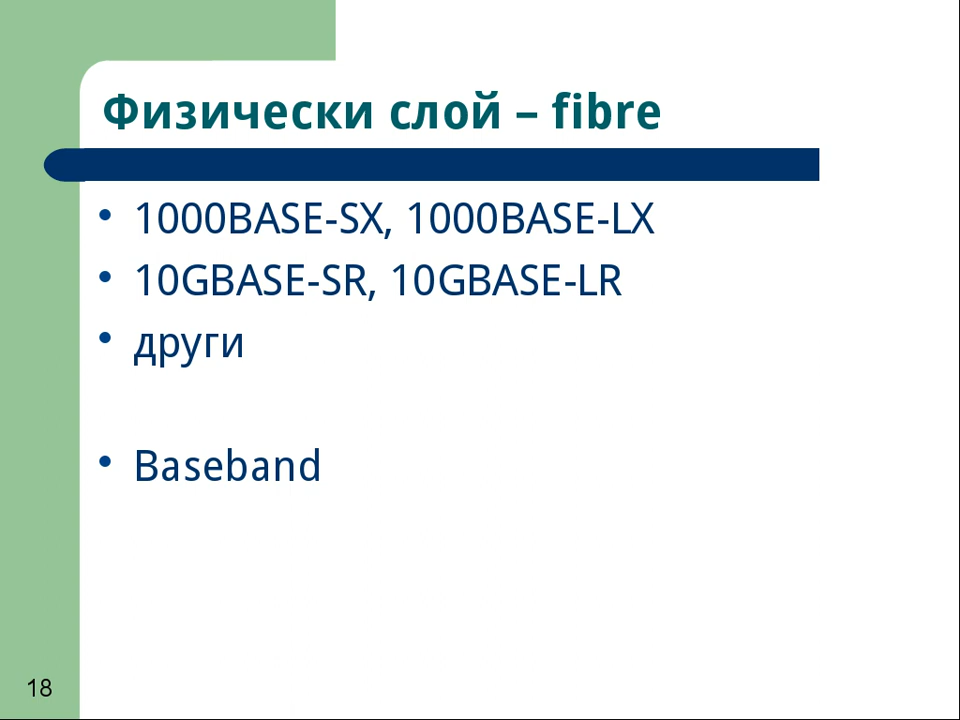 Физически слой – fibre
• 1000BASE-SX, 1000BASE-LX
• 10GBASE-SR, 10GBASE-LR
• други
• Baseband
18